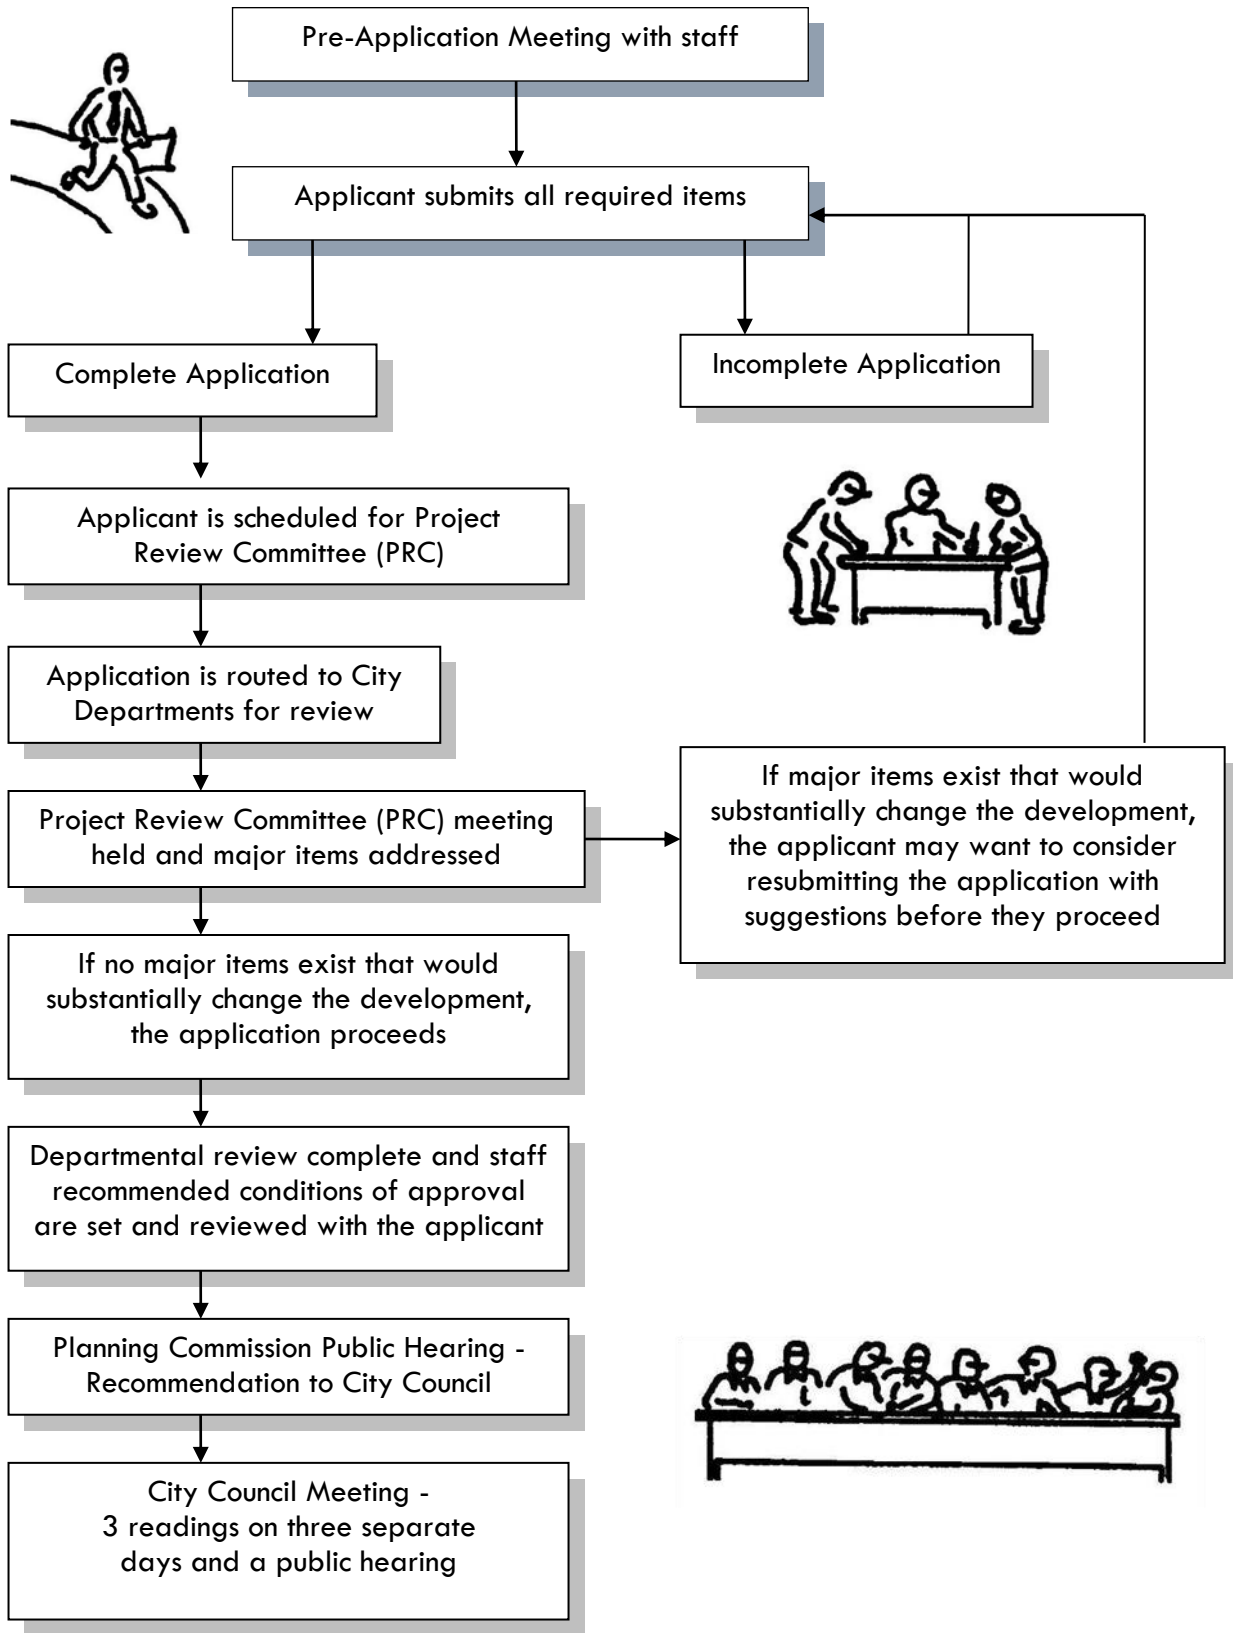 Pre-Application Meeting with staff
Applicant submits all required items
Complete Application
Incomplete Application
Applicant is scheduled for Project
Review Committee (PRC)
Application is routed to City
Departments for review
Project Review Committee (PRC) meeting
held and major items addressed
If major items exist that would
substantially change the development,
the applicant may want to consider
resubmitting the application with
suggestions before they proceed
If no major items exist that would
substantially change the development,
the application proceeds
Departmental review complete and staff
recommended conditions of approval
are set and reviewed with the applicant
Planning Commission Public Hearing -
Recommendation to City Council
City Council Meeting -
3 readings on three separate
days and a public hearing